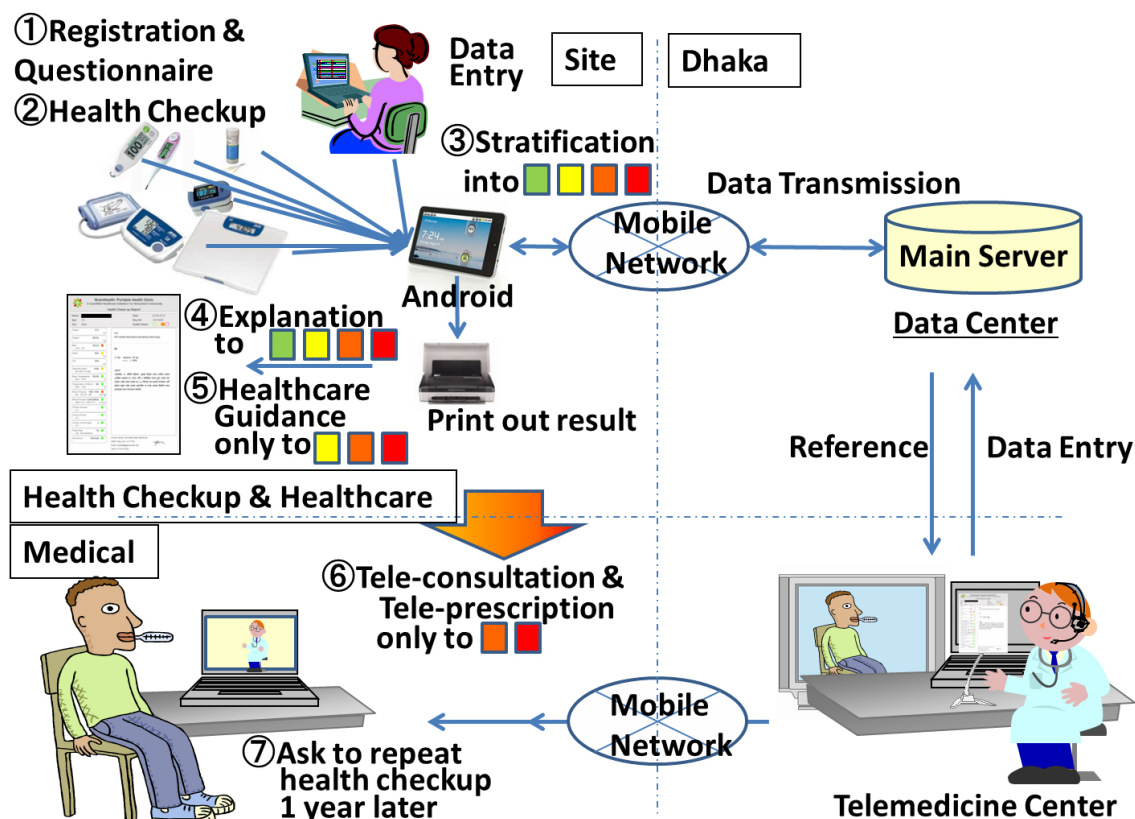 ①Registration &
Questionnaire
②Health Checkup
Data
Entry
Site
Dhaka
③Stratification
into
Data Transmission
Mobile
Network
Main Server
Data Center
Android
7:24
④Explanation
to
⑤Healthcare
Guidance
only to
Print out result
Reference
Data Entry
Health Checkup & Healthcare
Medical
⑥Tele-consultation &
Tele-prescription
only to
Mobile
Network
⑦Ask to repeat
health checkup
1 year later
Telemedicine Center